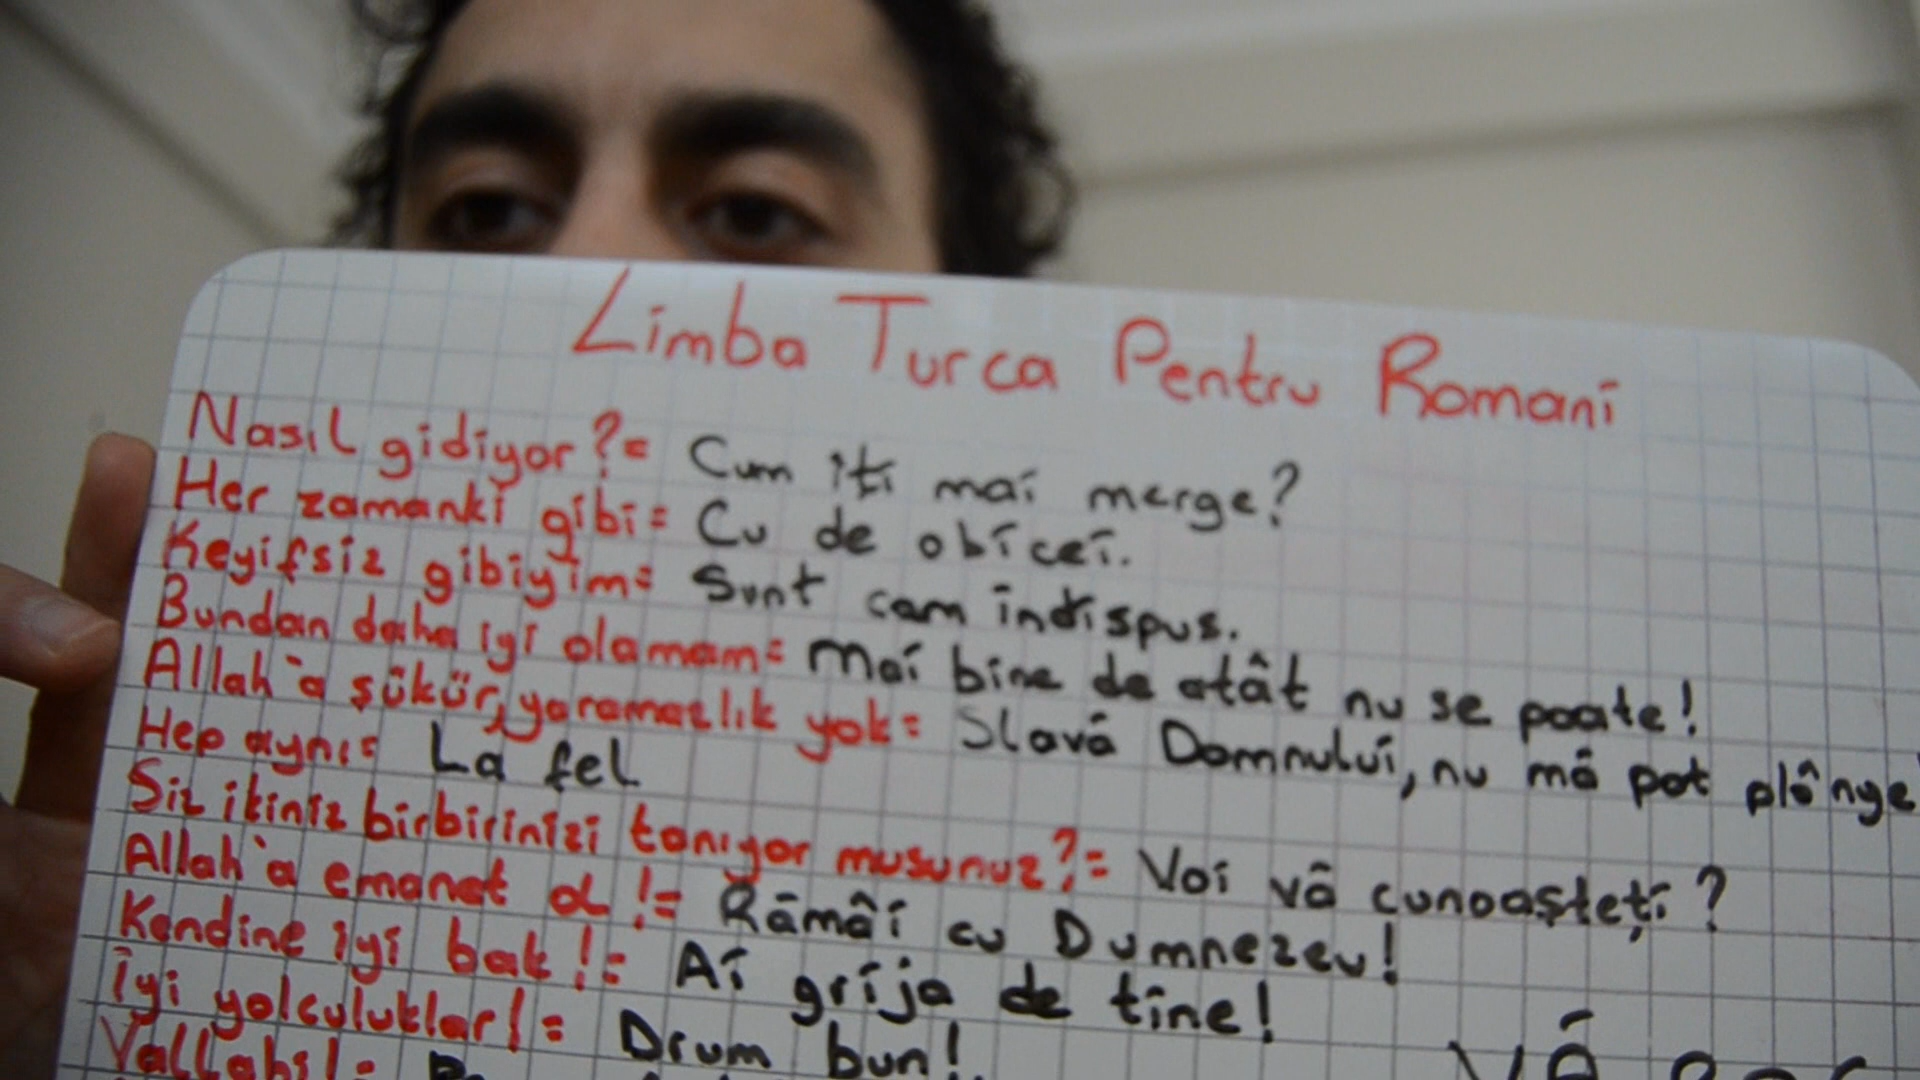 Limba Turca Pentru Romani
Nasıl gidiyor?= Cum iți mai merge?
Her zamanki gibi= Cu de obicei.
Keyifsiz gibiyim= Sunt cam indispus.
Bundan daha iyi olamam= Mai bine de atât nu se poate!
Allah'a şükür, yaramazlık yok= Slavă Domnului, nu mă pot plânge
Hep aynı= La fel
Siz ikiniz birbirinizi tanıyor musunuz?= Voi vă cunoașteți?
Allah'a emanet ol!= Rămâi cu Dumnezeu!
Kendine iyi bak!= Ai grija de tine!
İyi yolculuklar!= Drum bun!
Vallahi!=